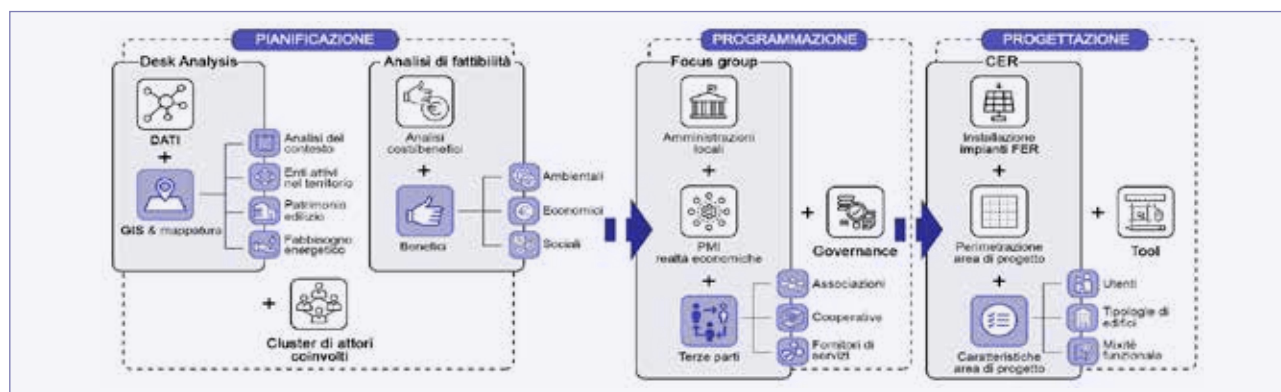 PIANIFICAZIONE
Desk Analysis
DATI
+
GIS & mappatura
Analisi del
contesto
Enti attivi
nel territorio
Patrimonio
edilizio
Fabbisogno
energetico
Analisi di fattibilità
Analisi
costi/benefici
+
Benefici
Ambientali
Economici
Sociali
+
Cluster di attori
coinvolti
PROGRAMMAZIONE
Focus group
Amministrazioni
locali
+
PMI
realtà economiche
+
Terze parti
Associazioni
Cooperative
Fornitori di
servizi
+
Governance
PROGETTAZIONE
CER
Installazione
impianti FER
+
Perimetrazione
area di progetto
+
Caratteristiche
area di progetto
Utenti
Tipologie di
edifici
Mixité
funzionale
+
Tool